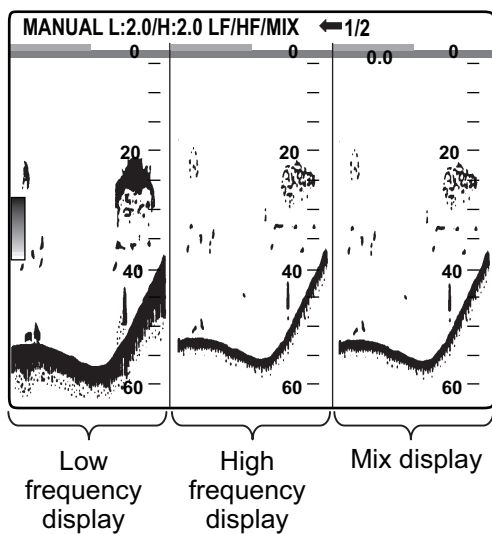 MANUAL L:2.0/H:2.0 LF/HF/MIX ⬅1/2
0 0 0
0.0
20 20 20
40 40 40
60 60 60
Low frequency display
High frequency display
Mix display